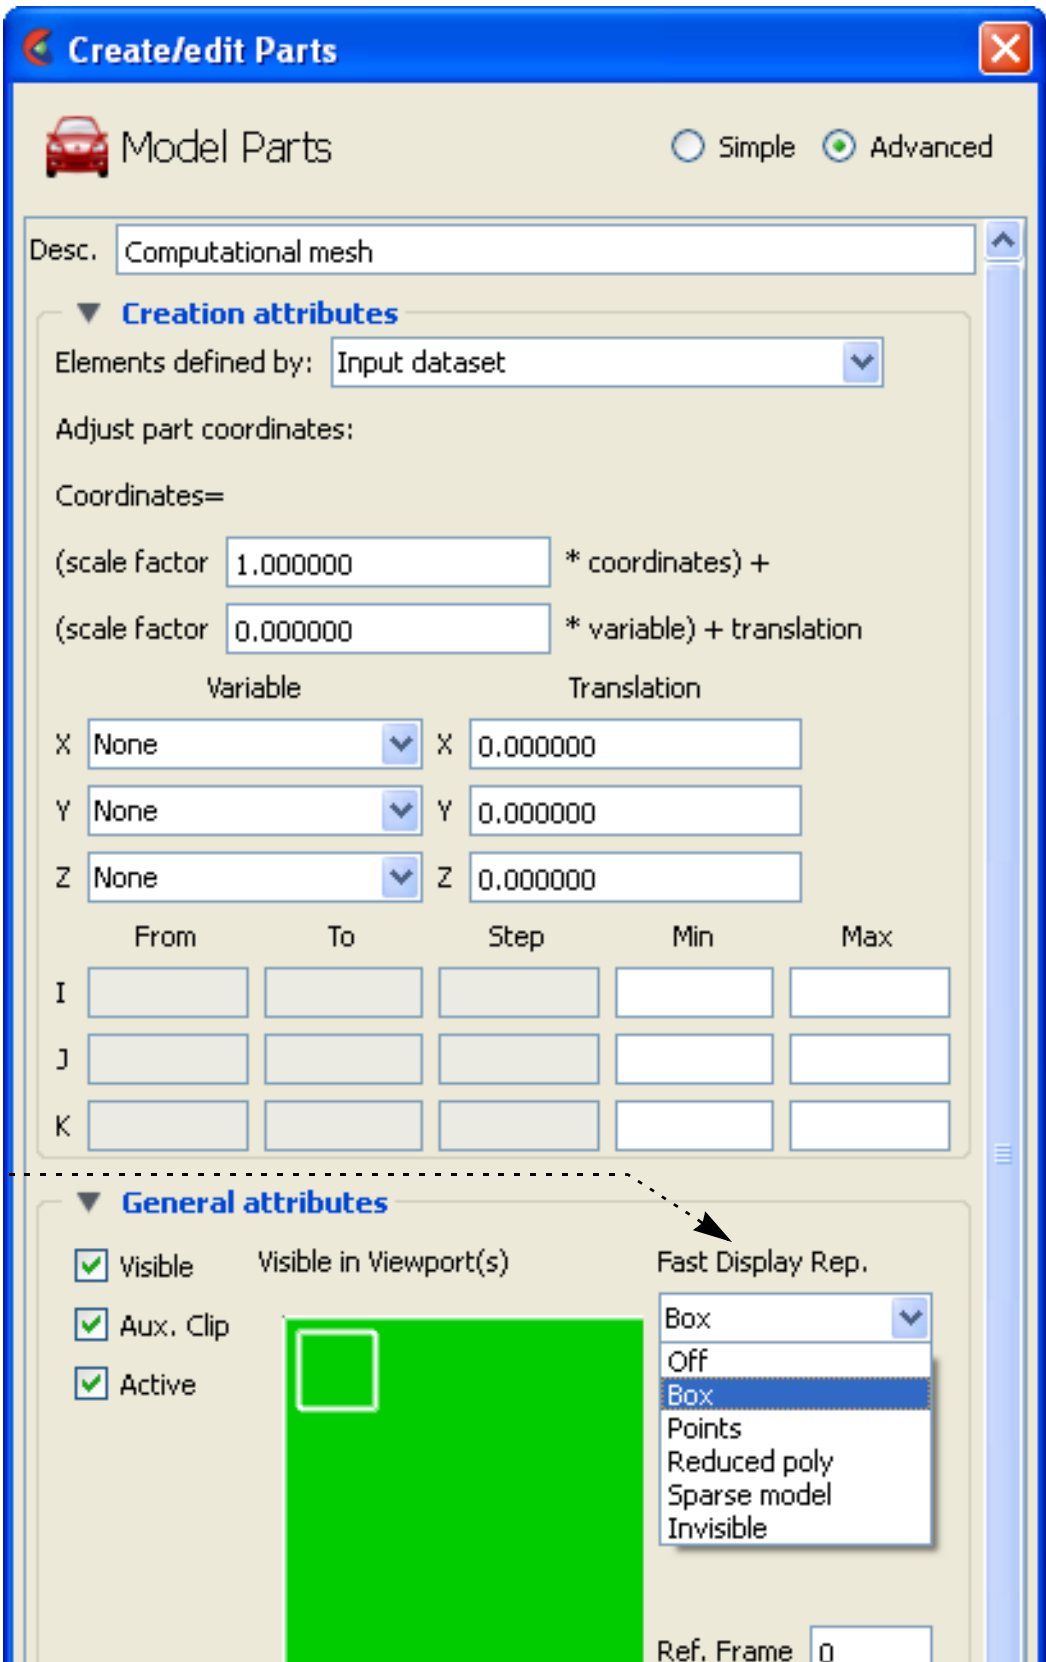 Create/edit Parts
Model Parts
Simple
Advanced
Desc.
Computational mesh
Creation attributes
Elements defined by:
Input dataset
Adjust part coordinates:
Coordinates=
(scale factor 1.000000 * coordinates) +
(scale factor 0.000000 * variable) + translation
Variable Translation
X None X 0.000000
Y None Y 0.000000
Z None Z 0.000000
From To Step Min Max
I
J
K
General attributes
Visible
Visible in Viewport(s)
Fast Display Rep.
Aux. Clip
Box
Active
Off
Box
Points
Reduced poly
Sparse model
Invisible
Ref. Frame 0